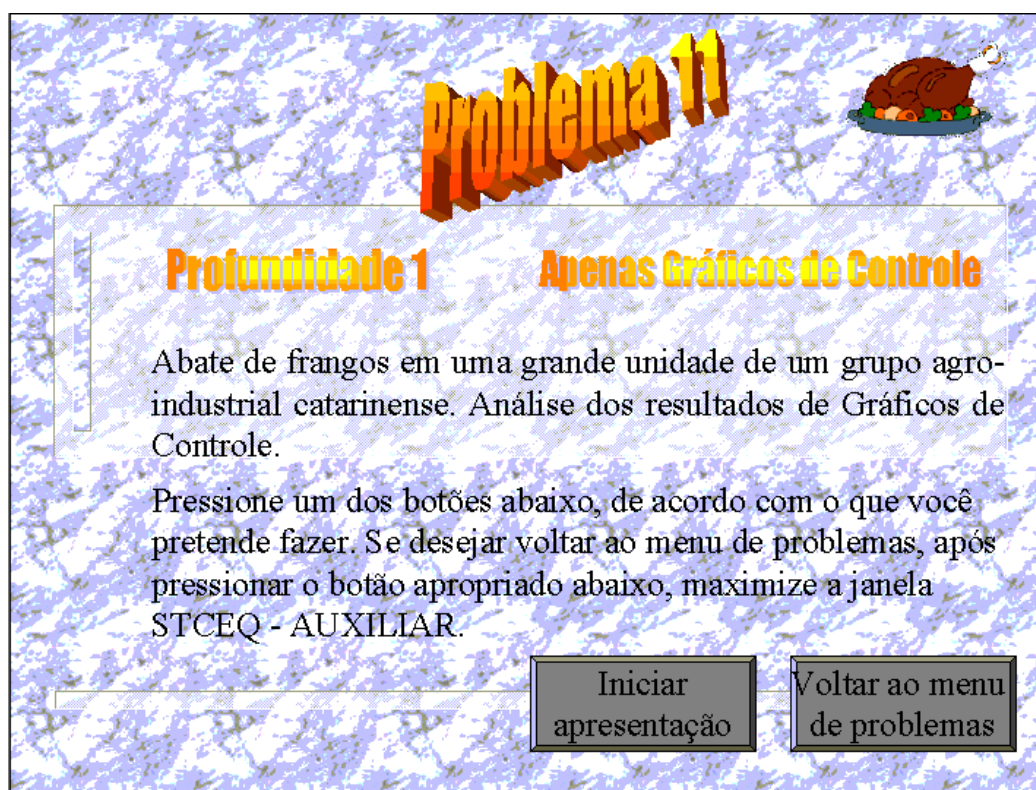 Problema 11
Profundidade 1
Apenas Gráficos de Controle
Abate de frangos em uma grande unidade de um grupo agro-
industrial catarinense. Análise dos resultados de Gráficos de
Controle.
Pressione um dos botões abaixo, de acordo com o que você
pretende fazer. Se desejar voltar ao menu de problemas, após
pressionar o botão apropriado abaixo, maximize a janela
STCEQ - AUXILIAR.
Iniciar
apresentação
Voltar ao menu
de problemas